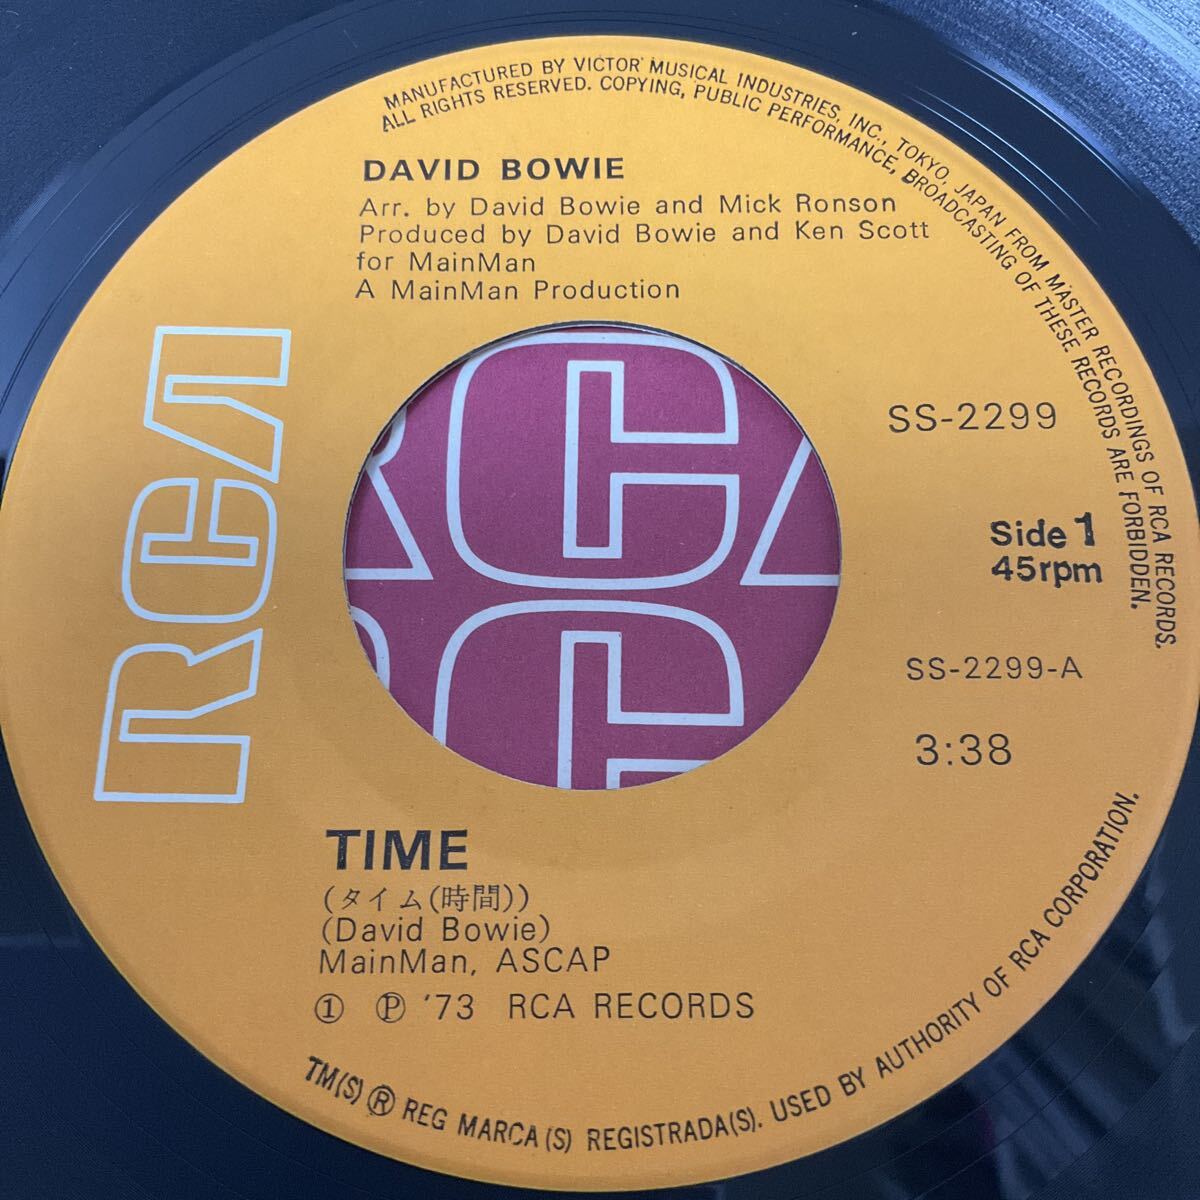 MANUFACTURED BY VICTOR MUSICAL INDUSTRIES, INC., TOKYO, JAPAN FROM MASTER RECORDINGS OF RCA RECORDS.
ALL RIGHTS RESERVED. COPYING, PUBLIC PERFORMANCE, BROADCASTING OF THESE RECORDS ARE FORBIDDEN.
DAVID BOWIE
Arr. by David Bowie and Mick Ronson
Produced by David Bowie and Ken Scott
for MainMan
A MainMan Production
RCA
SS-2299
Side 1
45rpm
SS-2299-A
3:38
TIME
(タイム(時間))
(David Bowie)
MainMan, ASCAP
① Ⓟ '73 RCA RECORDS
TM(S) ® REG MARCA(S) REGISTRADA(S). USED BY AUTHORITY OF RCA CORPORATION.